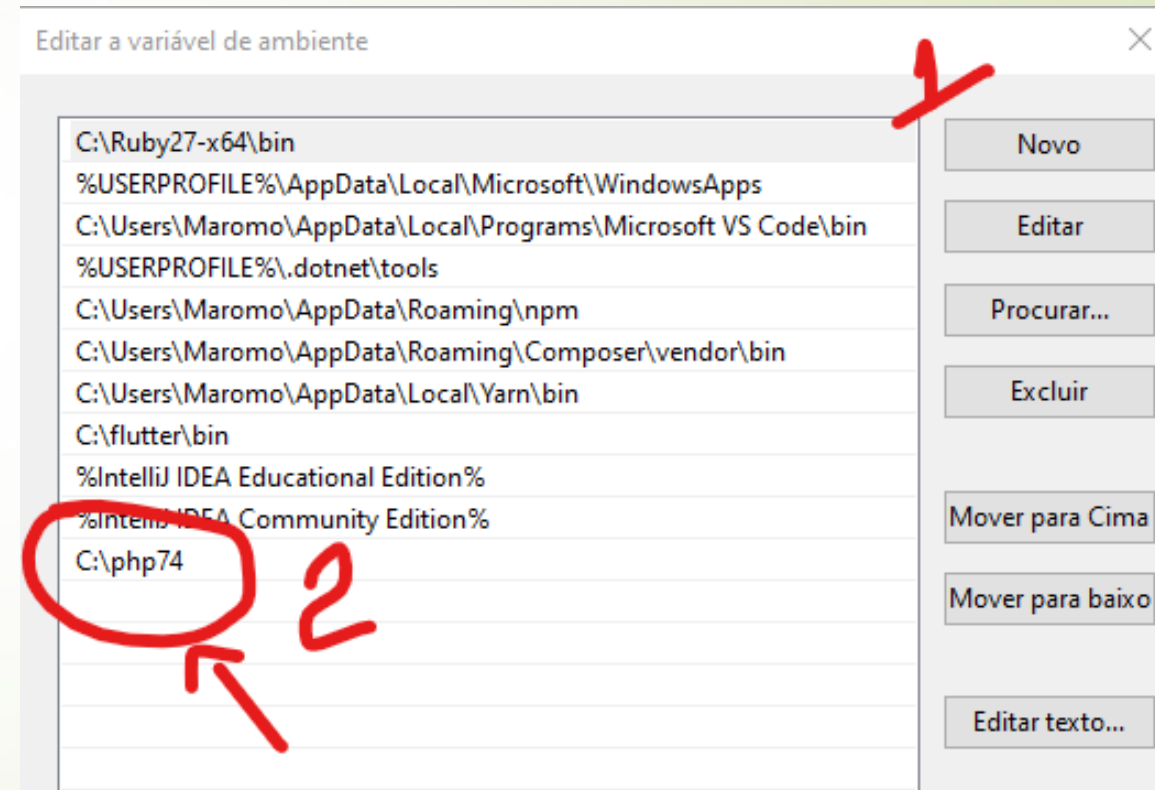 Editar a variável de ambiente
1
C:\Ruby27-x64\bin
%USERPROFILE%\AppData\Local\Microsoft\WindowsApps
C:\Users\Maromo\AppData\Local\Programs\Microsoft VS Code\bin
%USERPROFILE%\.dotnet\tools
C:\Users\Maromo\AppData\Roaming\npm
C:\Users\Maromo\AppData\Roaming\Composer\vendor\bin
C:\Users\Maromo\AppData\Local\Yarn\bin
C:\flutter\bin
%IntelliJ IDEA Educational Edition%
%IntelliJ IDEA Community Edition%
C:\php74
2
Novo
Editar
Procurar...
Excluir
Mover para Cima
Mover para baixo
Editar texto...